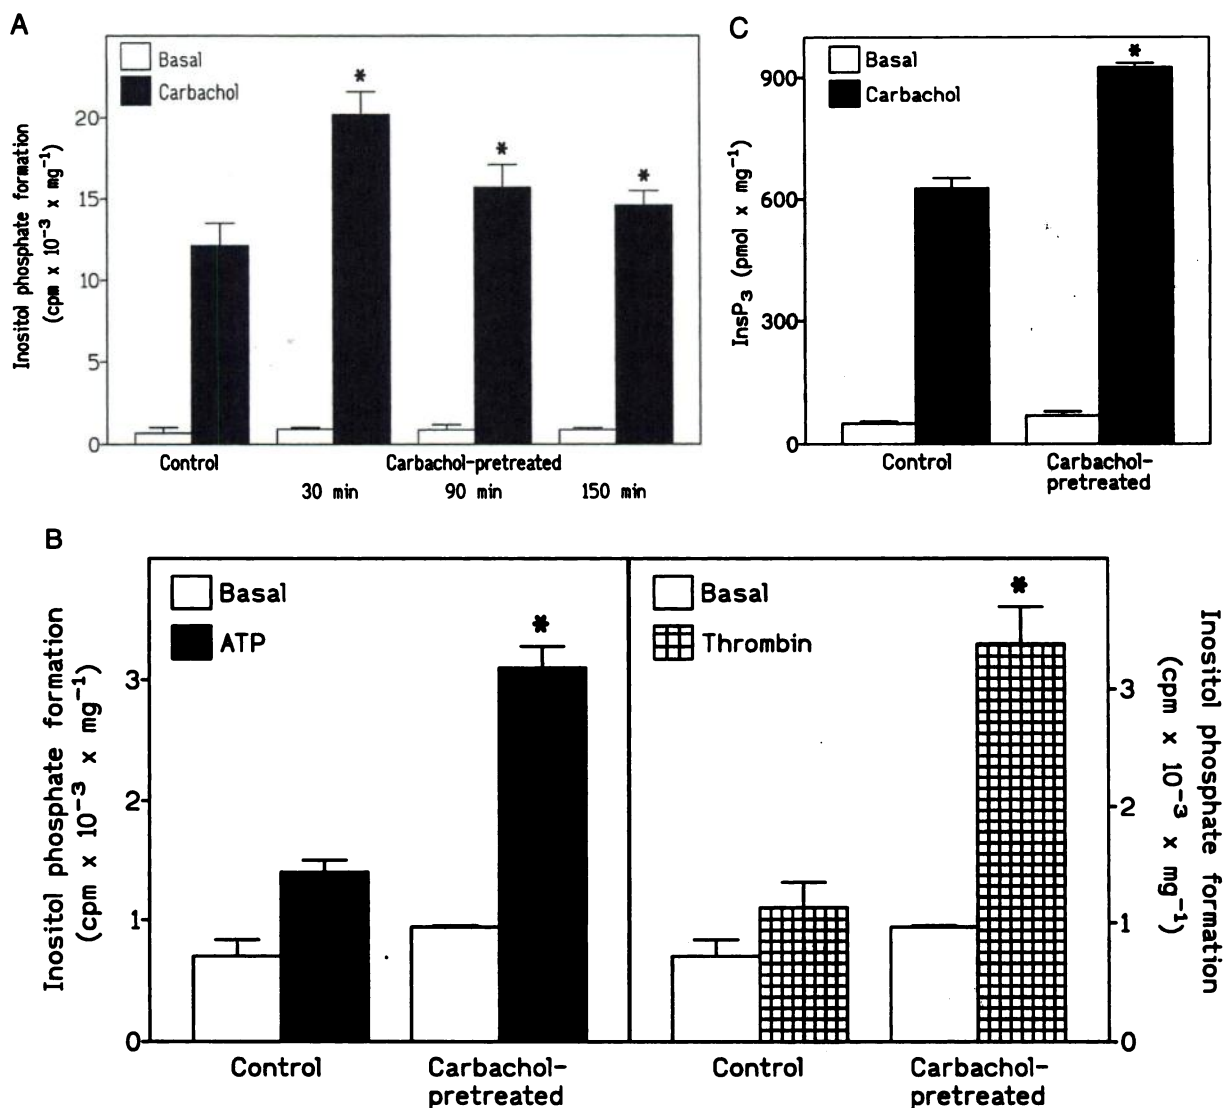 A
Basal
Carbachol
Inositol phosphate formation
(cpm x 10⁻³ x mg⁻¹)
20
15
10
5
0
*
*
*
Control
Carbachol-pretreated
30 min
90 min
150 min
C
Basal
Carbachol
InsP₃ (pmol x mg⁻¹)
900
600
300
0
*
Control
Carbachol-
pretreated
B
Basal
ATP
Inositol phosphate formation
(cpm x 10⁻³ x mg⁻¹)
3
2
1
0
*
Control
Carbachol-
pretreated
Basal
Thrombin
*
3
2
1
0
Inositol phosphate formation
(cpm x 10⁻³ x mg⁻¹)
Control
Carbachol-
pretreated